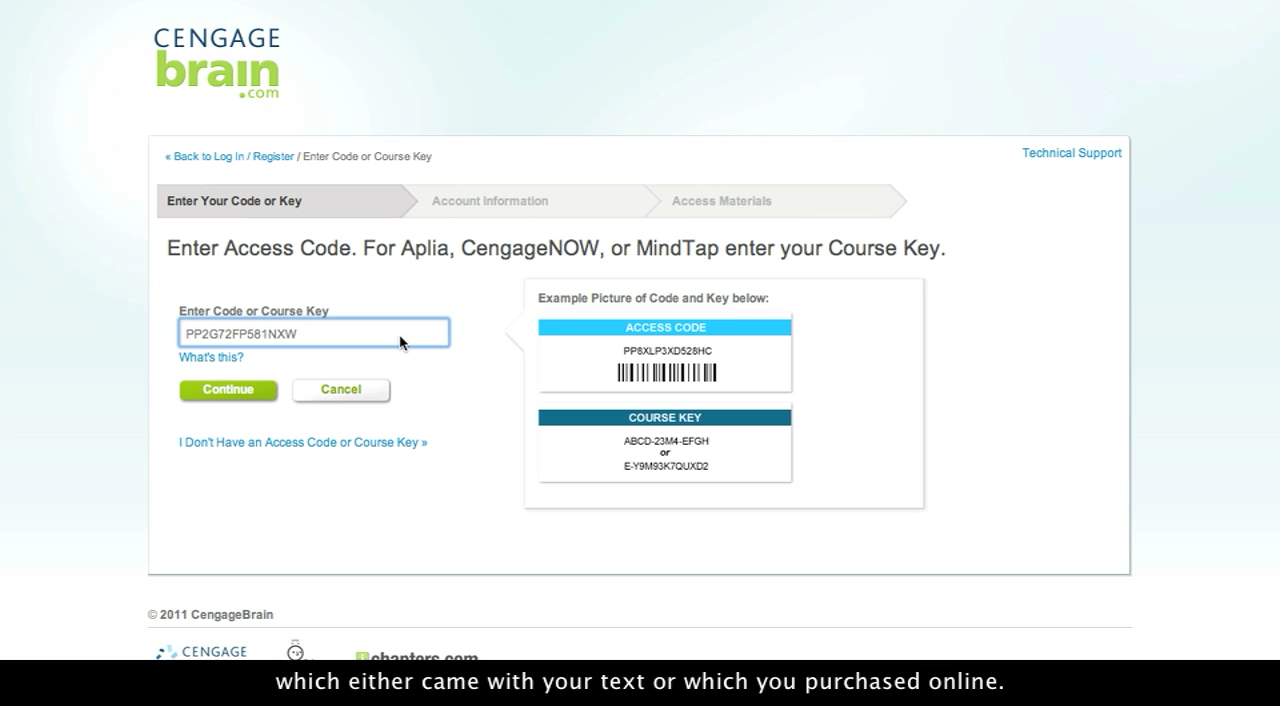 CENGAGE
brain
.com
« Back to Log In / Register / Enter Code or Course Key
Technical Support
Enter Your Code or Key
Account Information
Access Materials
Enter Access Code. For Aplia, CengageNOW, or MindTap enter your Course Key.
Enter Code or Course Key
PP2G72FP581NXW
What's this?
Continue
Cancel
I Don't Have an Access Code or Course Key »
Example Picture of Code and Key below:
ACCESS CODE
PP8XLP3XD528HC
COURSE KEY
ABCD-23M4-EFGH
or
E-Y9M93K7QUXD2
© 2011 CengageBrain
CENGAGE
ichapters.com
which either came with your text or which you purchased online.